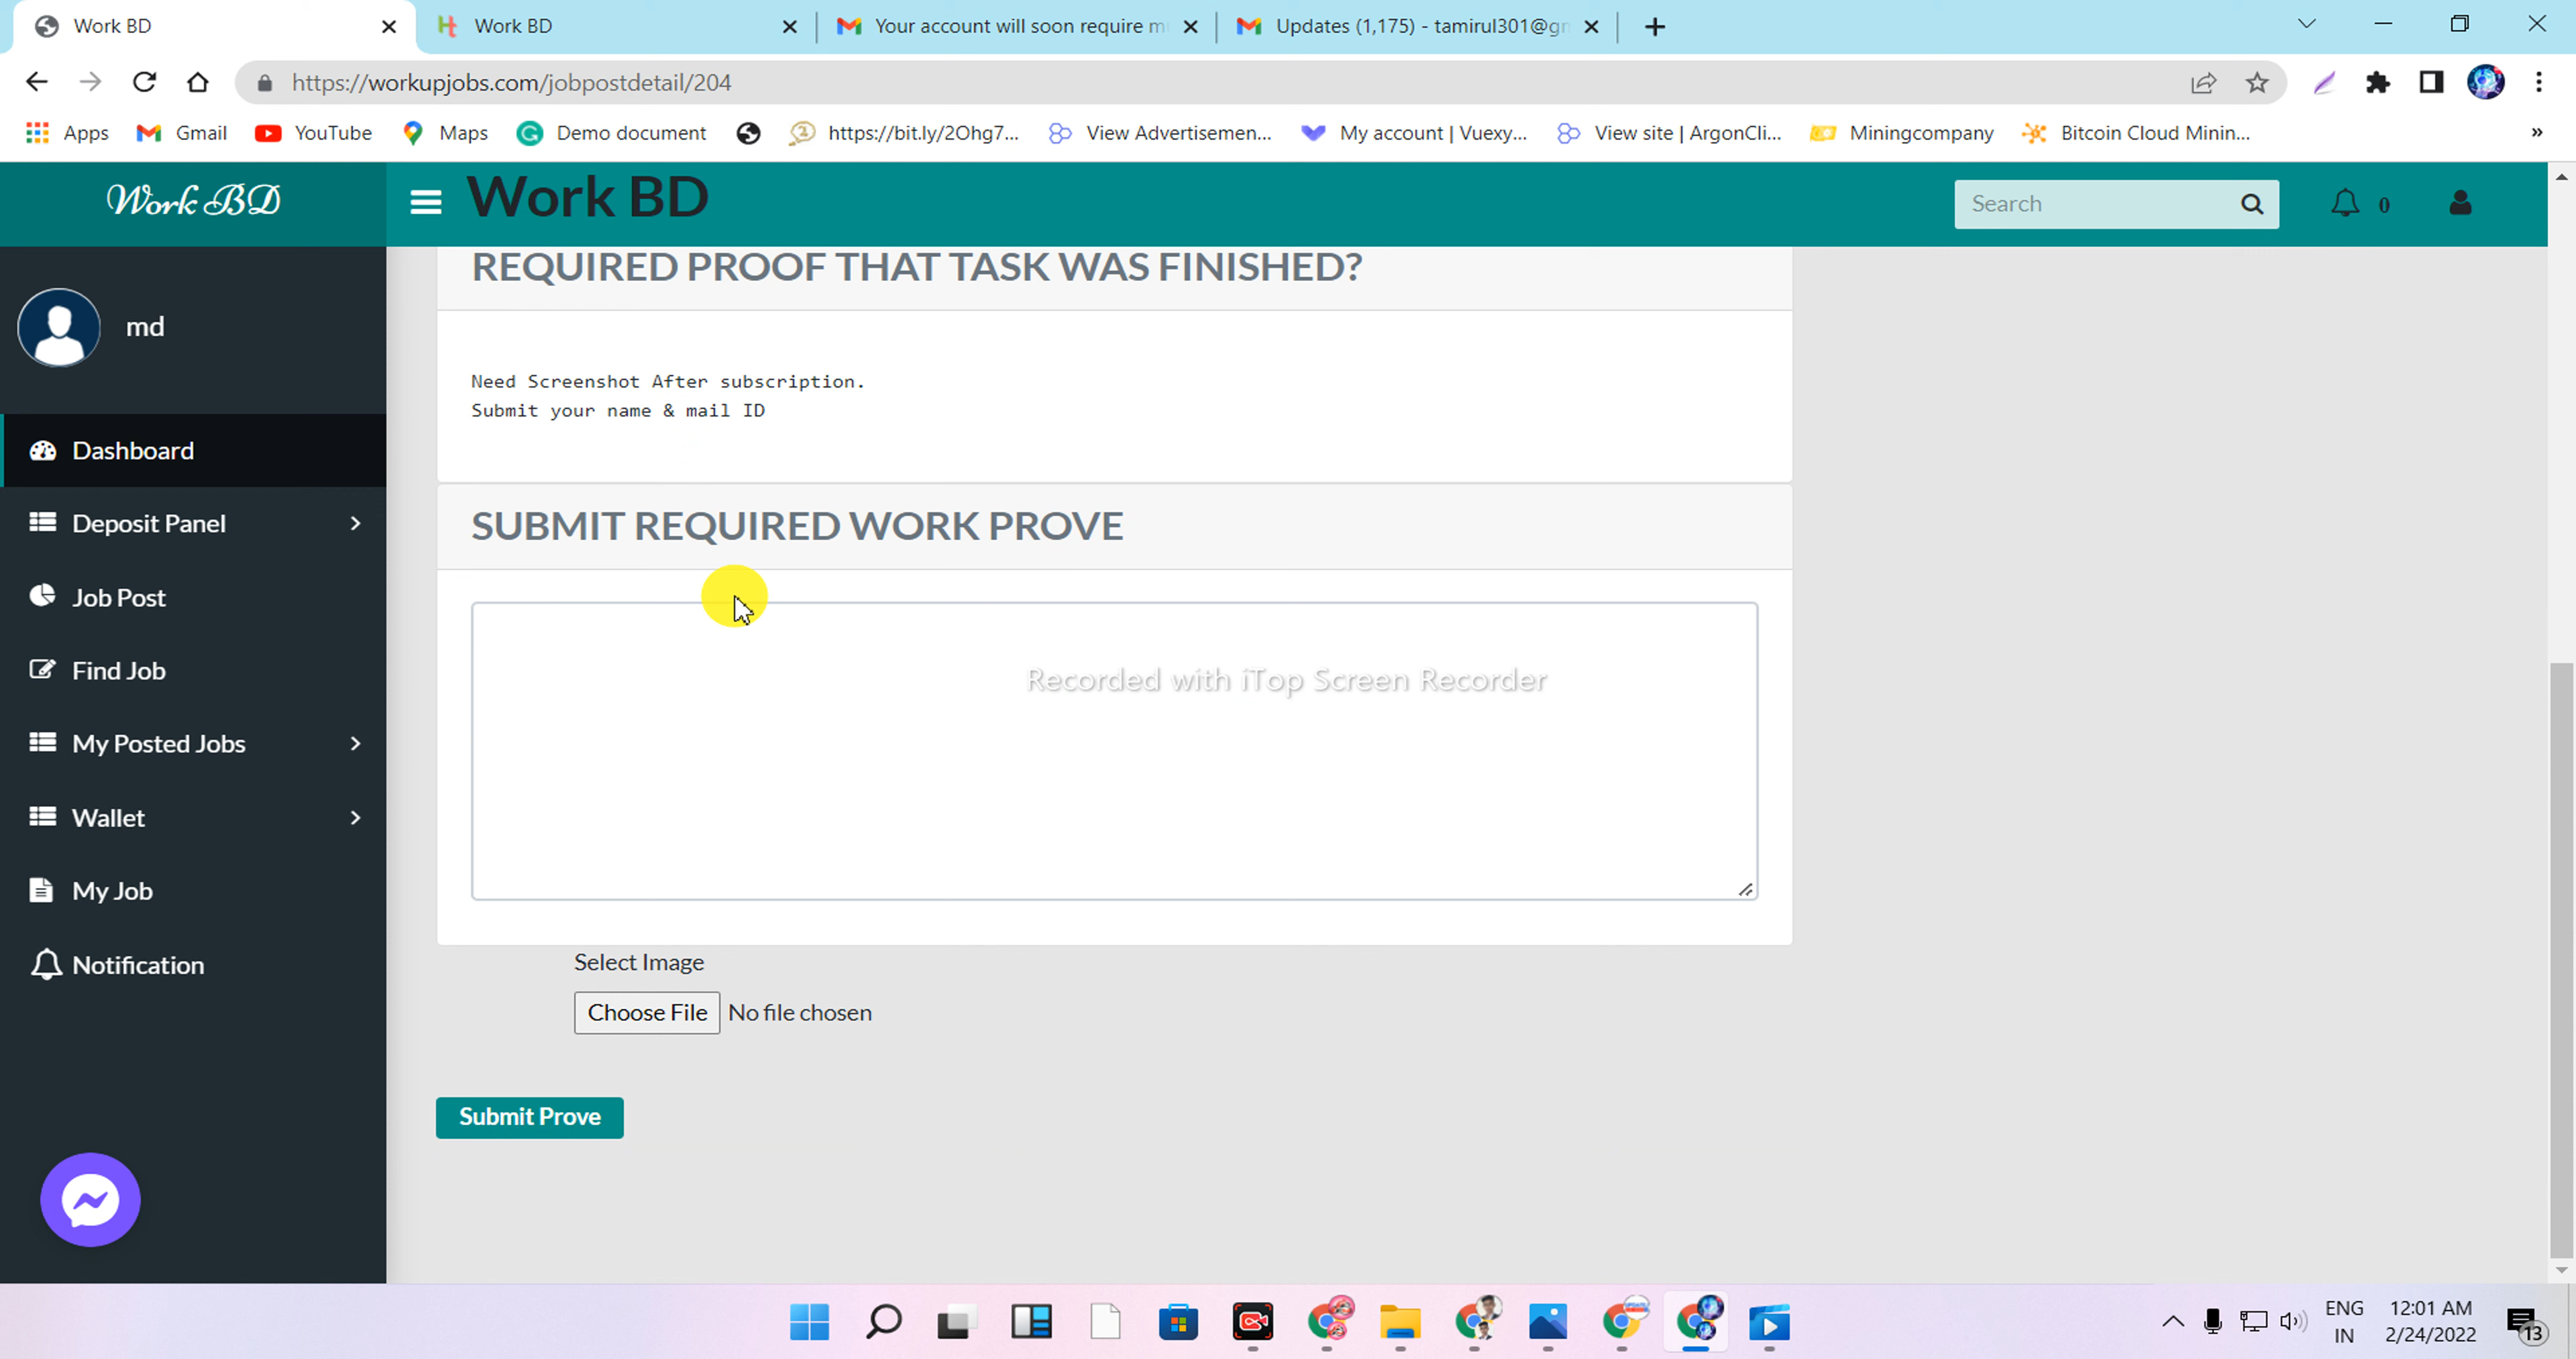 Work BD
Work BD
Your account will soon require m
Updates (1,175) - tamirul301@gm
https://workupjobs.com/jobpostdetail/204
Apps
Gmail
YouTube
Maps
Demo document
https://bit.ly/2Ohg7...
View Advertisemen...
My account | Vuexy...
View site | ArgonCli...
Miningcompany
Bitcoin Cloud Minin...
»
Work BD
Work BD
Search
0
REQUIRED PROOF THAT TASK WAS FINISHED?
md
Need Screenshot After subscription.
Submit your name & mail ID
Dashboard
Deposit Panel
SUBMIT REQUIRED WORK PROVE
Job Post
Find Job
Recorded with iTop Screen Recorder
My Posted Jobs
Wallet
My Job
Notification
Select Image
Choose File No file chosen
Submit Prove
ENG
IN
12:01 AM
2/24/2022
13